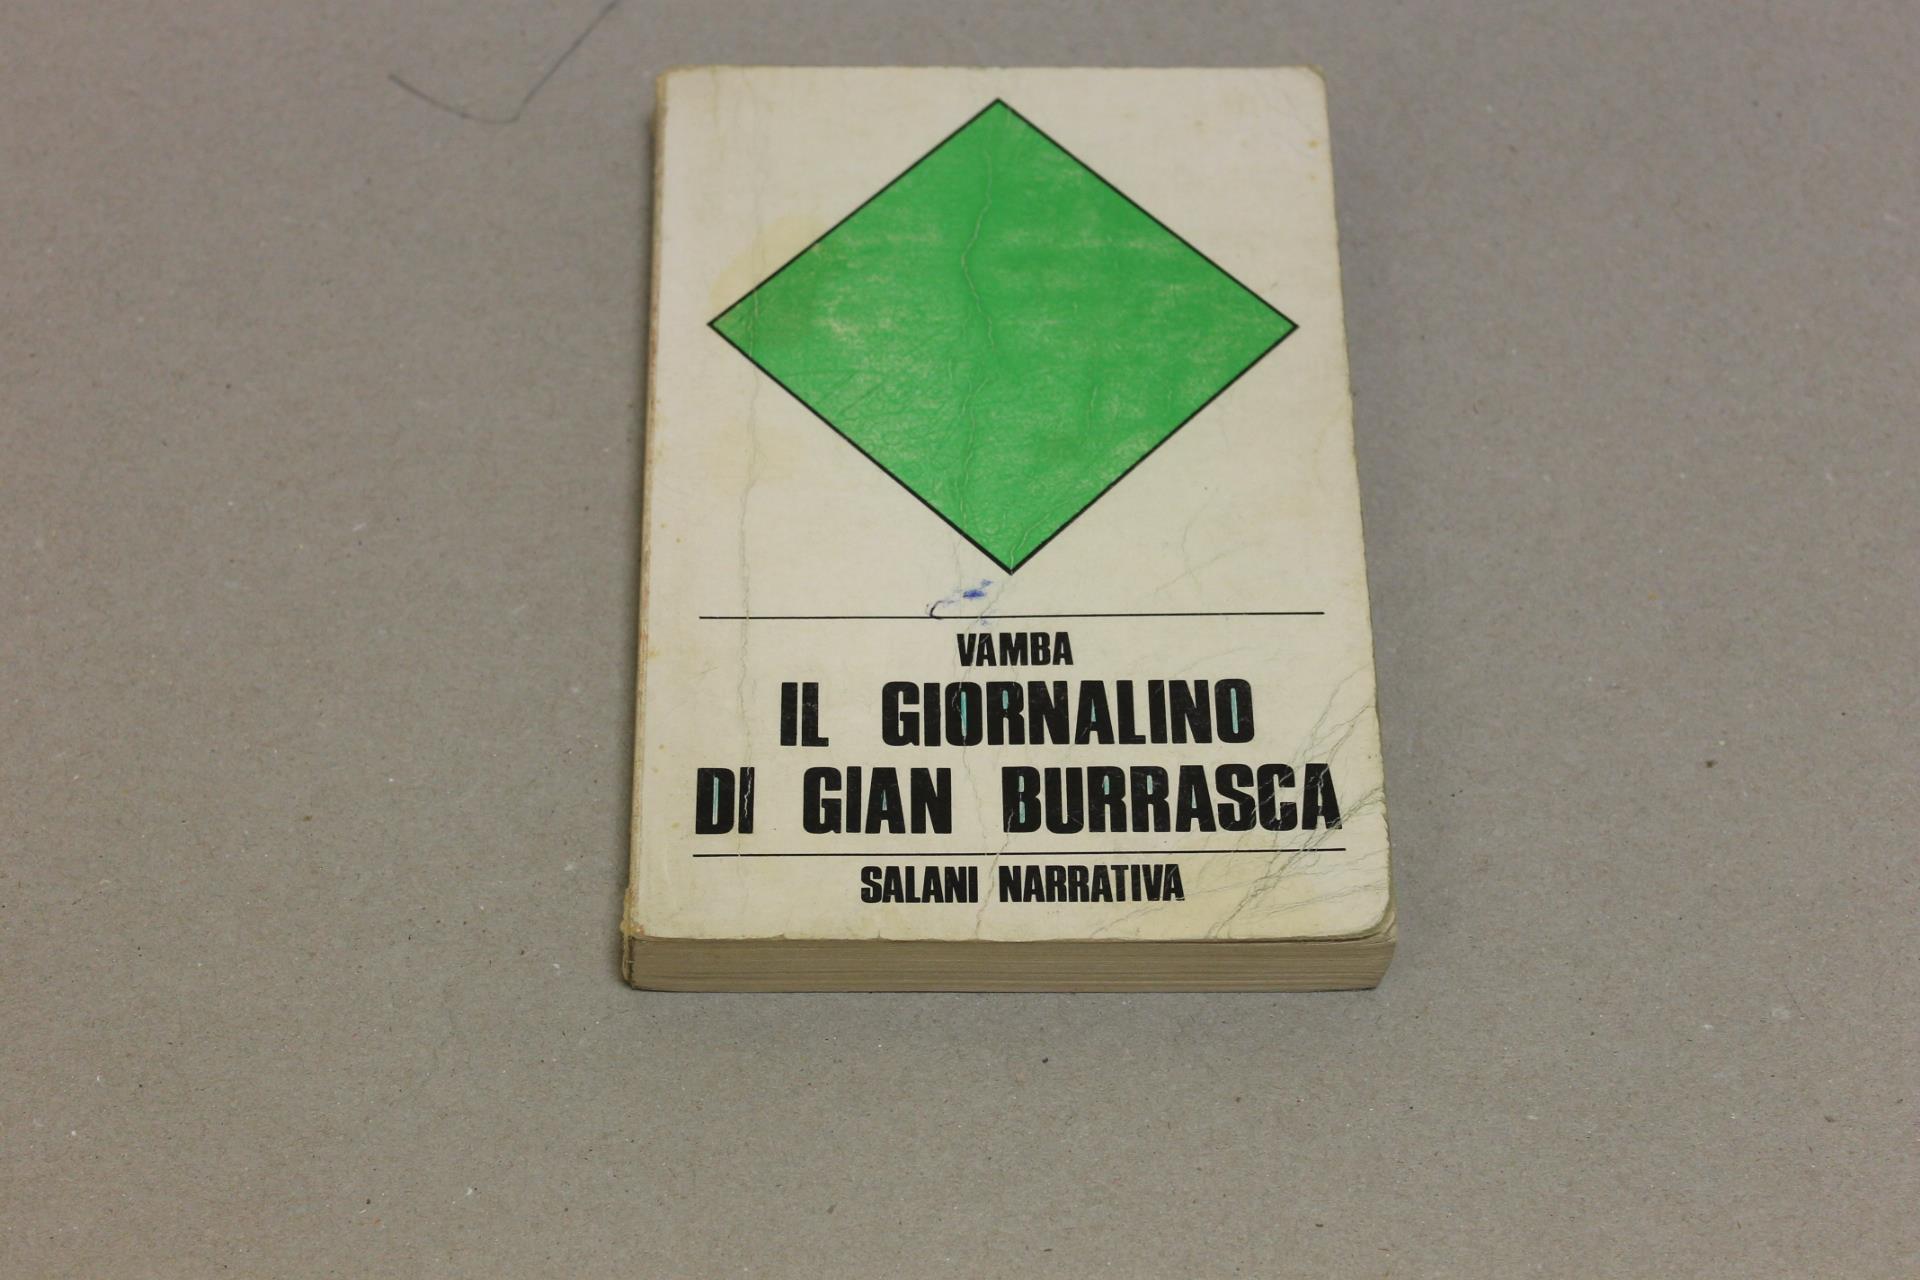 VAMBA
IL GIORNALINO
DI GIAN BURRASCA
SALANI NARRATIVA